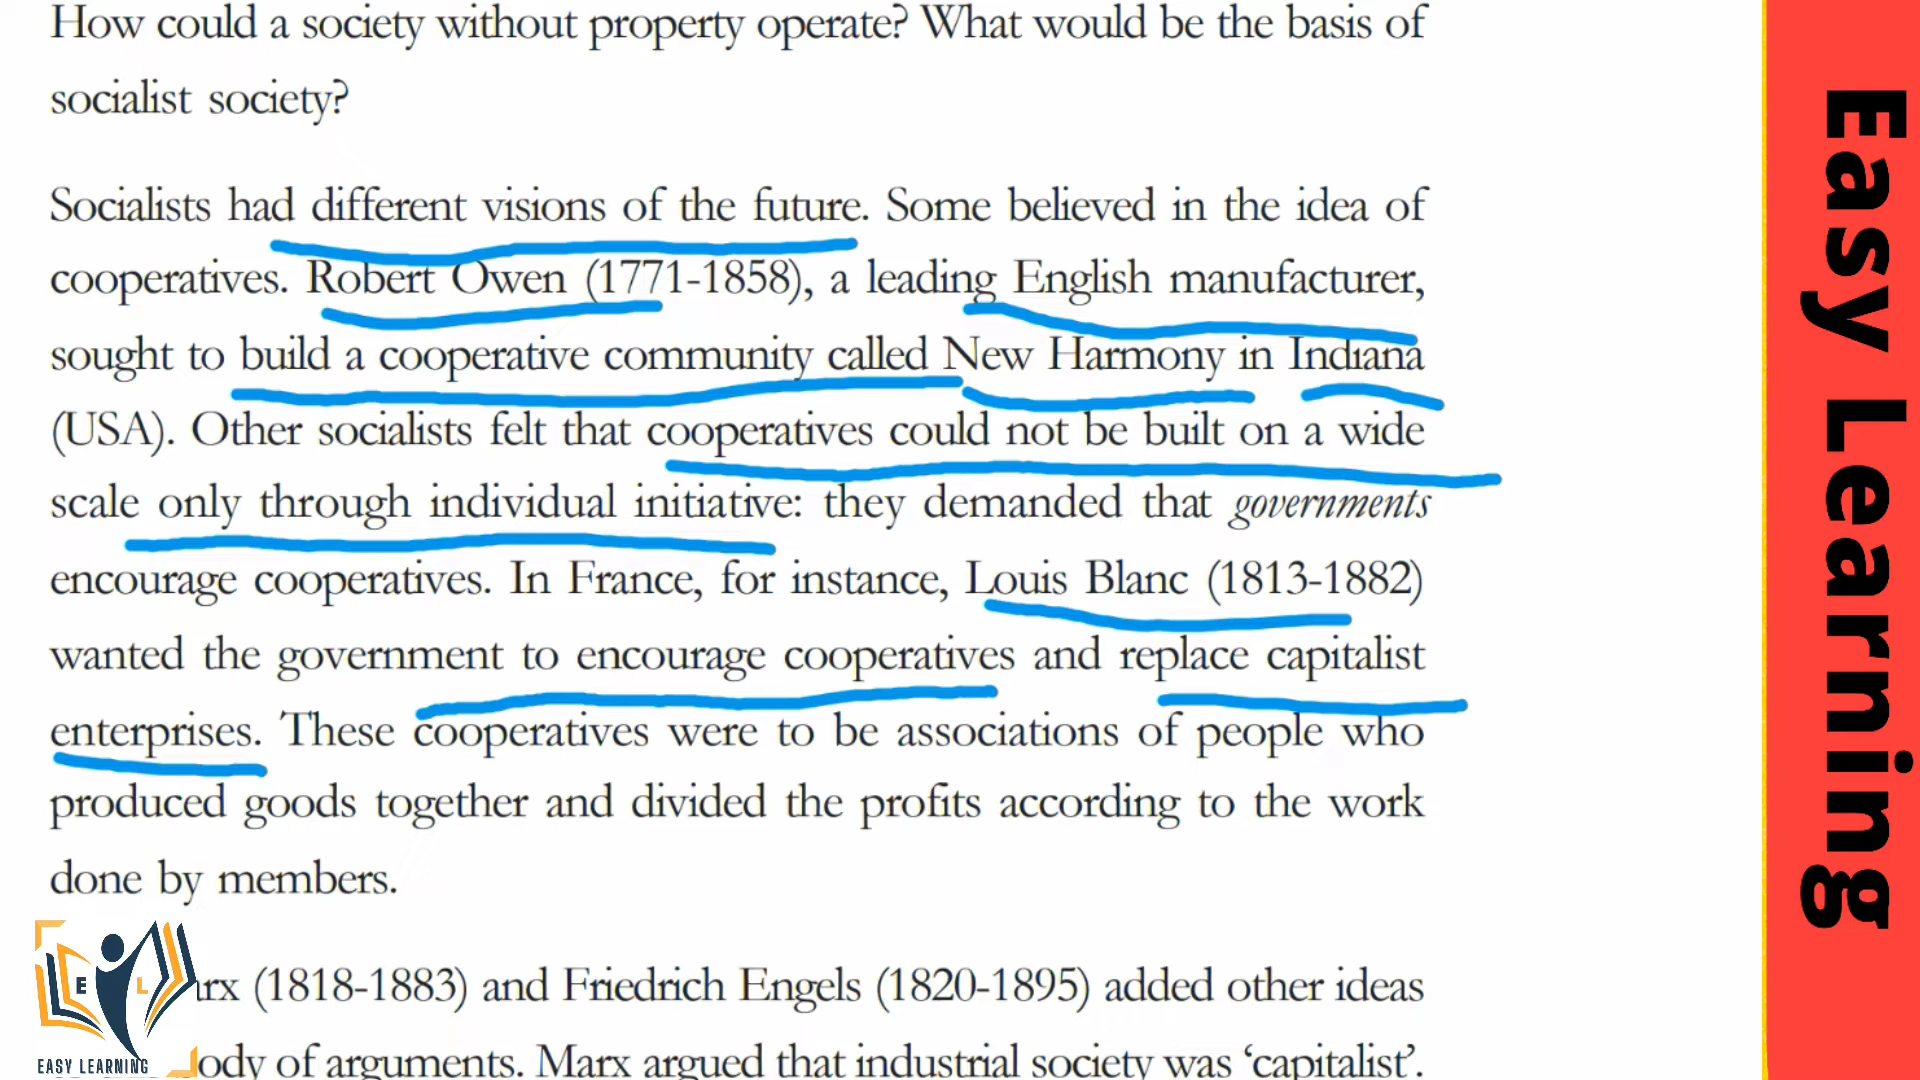 How could a society without property operate? What would be the basis of
socialist society?
Socialists had different visions of the future. Some believed in the idea of
cooperatives. Robert Owen (1771-1858), a leading English manufacturer,
sought to build a cooperative community called New Harmony in Indiana
(USA). Other socialists felt that cooperatives could not be built on a wide
scale only through individual initiative: they demanded that governments
encourage cooperatives. In France, for instance, Louis Blanc (1813-1882)
wanted the government to encourage cooperatives and replace capitalist
enterprises. These cooperatives were to be associations of people who
produced goods together and divided the profits according to the work
done by members.
rx (1818-1883) and Friedrich Engels (1820-1895) added other ideas
ody of arguments. Marx argued that industrial society was ‘capitalist’.
E L
EASY LEARNING
Easy Learning